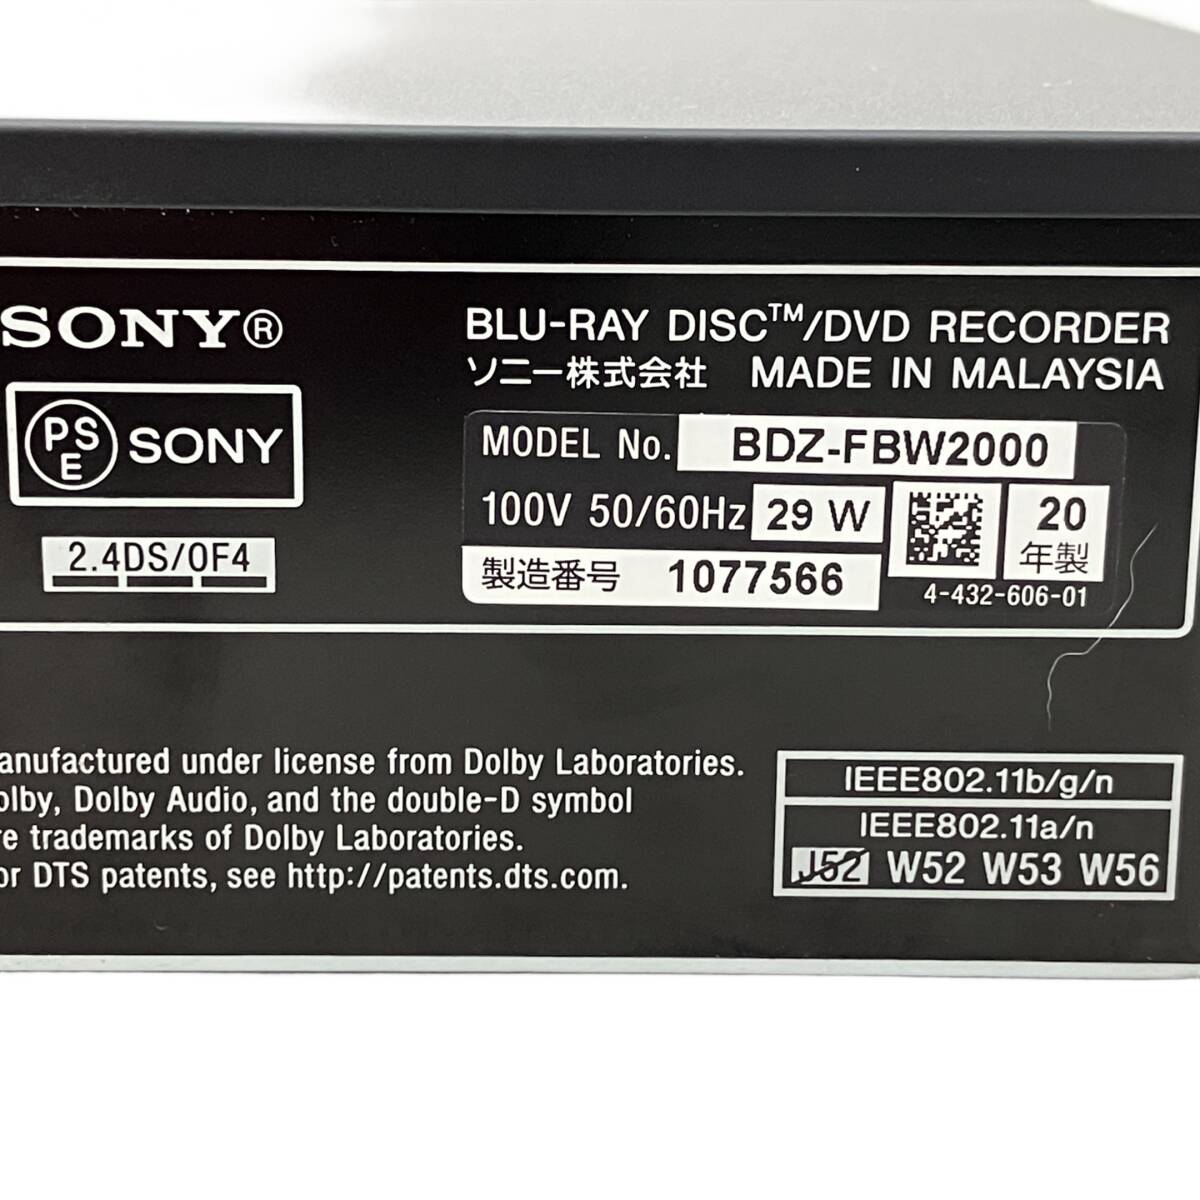 SONY®
BLU-RAY DISC™/DVD RECORDER
ソニー株式会社 MADE IN MALAYSIA
PSE SONY
MODEL No. BDZ-FBW2000
100V 50/60Hz 29 W
20
年製
2.4DS/OF4
製造番号 1077566
4-432-606-01
anufactured under license from Dolby Laboratories.
olby, Dolby Audio, and the double-D symbol
re trademarks of Dolby Laboratories.
or DTS patents, see http://patents.dts.com.
IEEE802.11b/g/n
IEEE802.11a/n
J52 W52 W53 W56